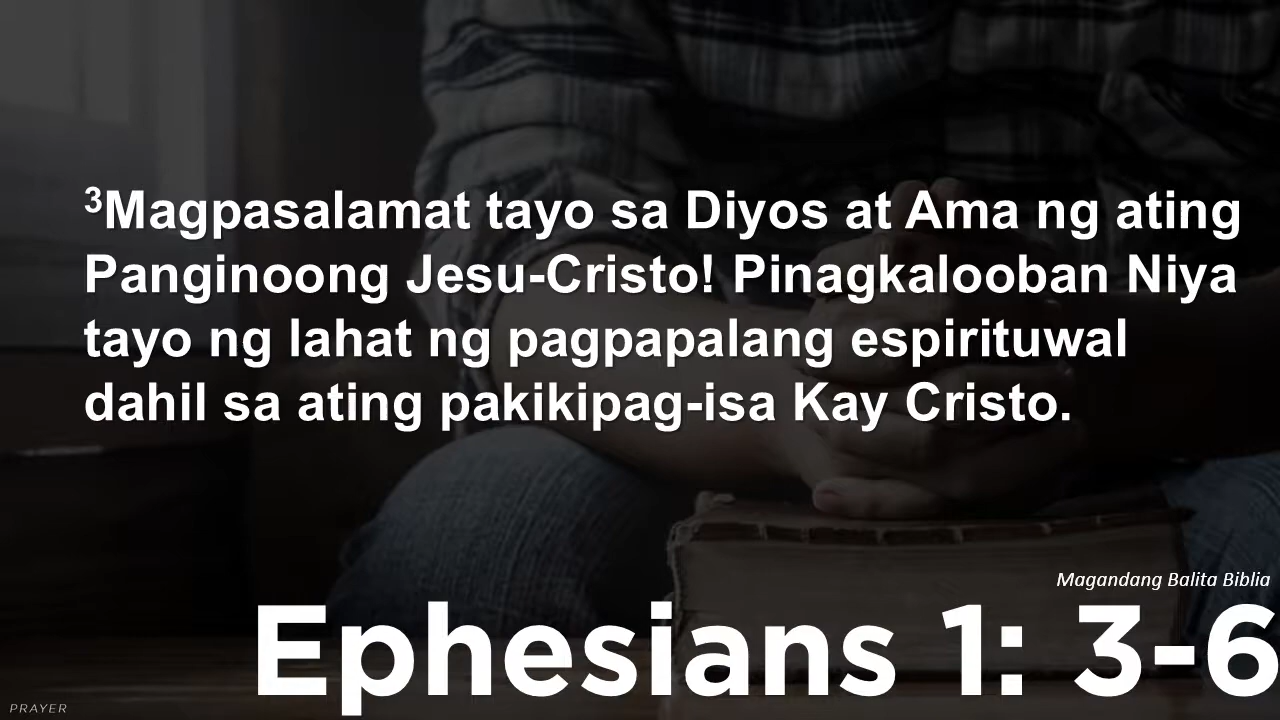 ³Magpasalamat tayo sa Diyos at Ama ng ating
Panginoong Jesu-Cristo! Pinagkalooban Niya
tayo ng lahat ng pagpapalang espirituwal
dahil sa ating pakikipag-isa Kay Cristo.
Magandang Balita Biblia
Ephesians 1: 3-6
PRAYER